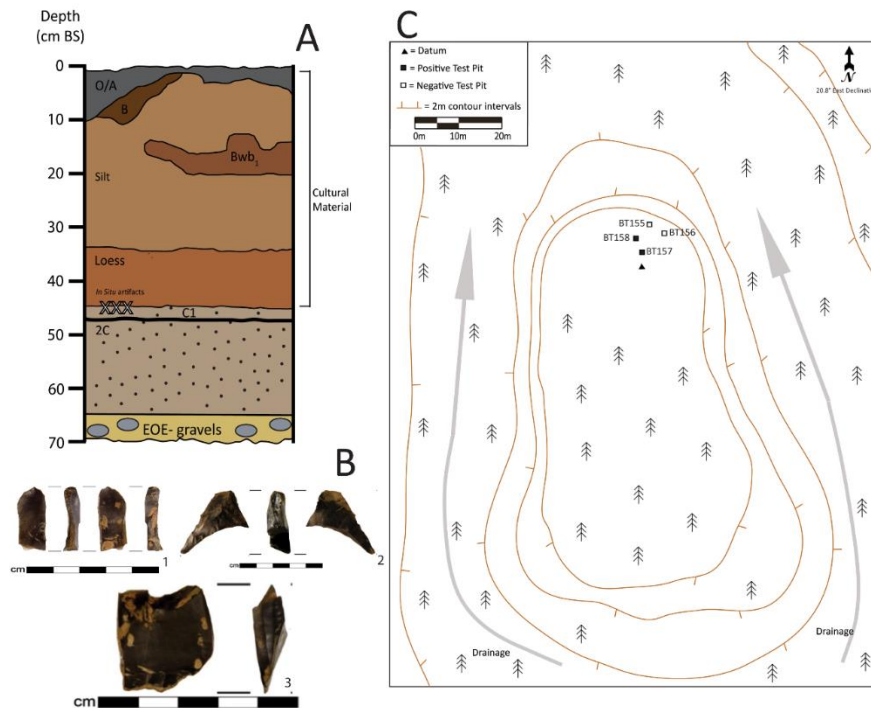 Depth
(cm BS)
A
0
10
20
30
40
50
60
70
O/A
B
Bwb1
Silt
Cultural
Material
Loess
In Situ artifacts
XXX
C1
2C
EOE- gravels
B
1
cm
2
cm
3
cm
C
= Datum
= Positive Test Pit
= Negative Test Pit
= 2m contour intervals
0m 10m 20m
N
20.8° East Declination
BT155
BT156
BT158
BT157
Drainage
Drainage